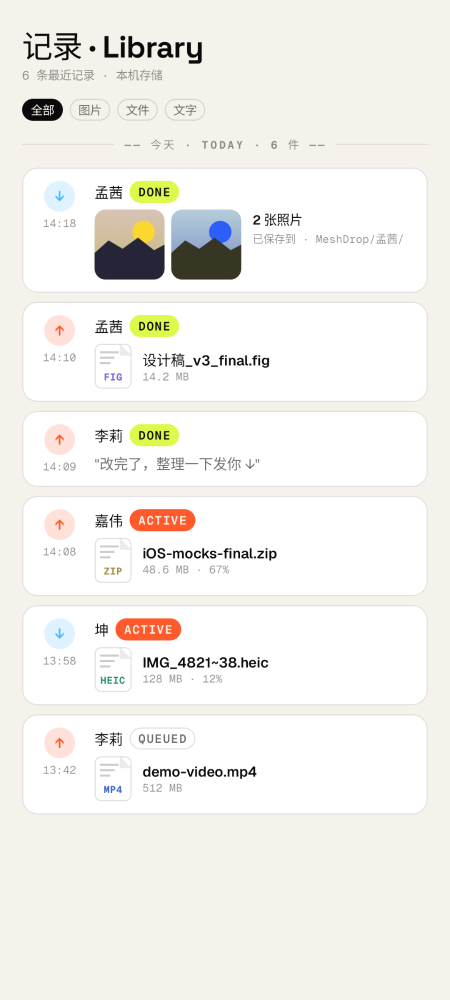 记录 · Library
6 条最近记录 · 本机存储
全部 图片 文件 文字
—— 今天 · TODAY · 6 件 ——
孟茜 DONE
14:18
2 张照片
已保存到 · MeshDrop/孟茜/
孟茜 DONE
14:10
设计稿_v3_final.fig
14.2 MB
FIG
李莉 DONE
14:09
"改完了，整理一下发你 ↓"
嘉伟 ACTIVE
14:08
iOS-mocks-final.zip
48.6 MB · 67%
ZIP
坤 ACTIVE
13:58
IMG_4821~38.heic
128 MB · 12%
HEIC
李莉 QUEUED
13:42
demo-video.mp4
512 MB
MP4